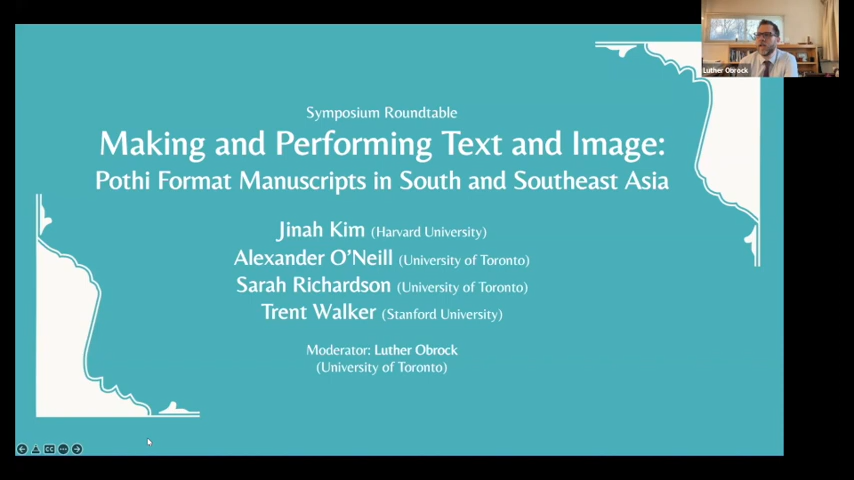 Luther Obrock
Symposium Roundtable
Making and Performing Text and Image:
Pothi Format Manuscripts in South and Southeast Asia
Jinah Kim (Harvard University)
Alexander O'Neill (University of Toronto)
Sarah Richardson (University of Toronto)
Trent Walker (Stanford University)
Moderator: Luther Obrock
(University of Toronto)
CC